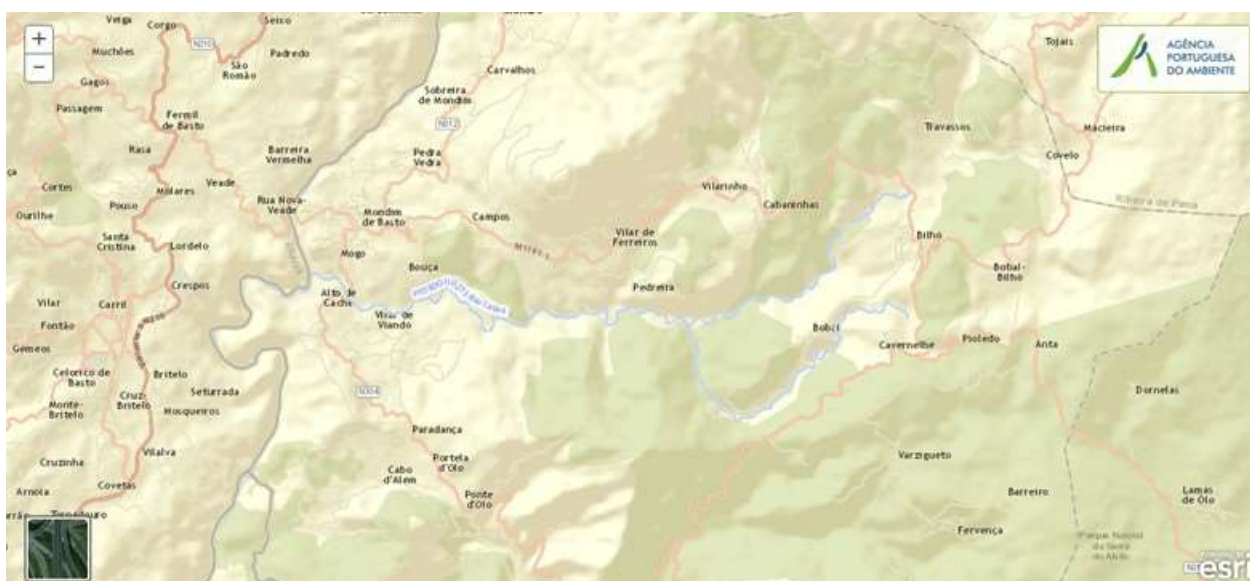 +
−
AGÊNCIA
PORTUGUESA
DO AMBIENTE
Veiga
Corgo
Seixo
N210
Muchões
São
Romão
Padredo
Gagos
Passagem
Fermil
de Basto
Carvalhos
Sobreira
de Mondim
N312
Tojais
Travassos
Macieira
Covelo
Rasa
Barreira
Vermelha
Pedra
Vedra
Cortes
Molares
Veade
Vilarinho
Pouso
Rua Nova-
Veade
Cabarinhas
Ribeira de Pena
Ourilhe
Mondim
de Basto
Campos
Santa
Cristina
Lordelo
Vilar de
Ferreiros
Bilhó
Mogo
Bouça
Bobal-
Bilhó
Crespos
Pedreira
Vilar
Carril
Alto de
Cache
Vilar de
Viando
Fontão
Bobal
Gémeos
Cavernelhe
Pioledo
Anta
Celorico de
Basto
Britelo
Seturrada
N304
Dornelas
Monte-
Britelo
Cruz-
Britelo
Mosqueiros
Paradança
Vilalva
Portela
d'Olo
Varzigueto
Cruzinha
Cabo
d'Além
Arnoia
Covetas
Ponte
d'Olo
Barreiro
Lamas
de Olo
Fervença
Parque Natural
da Serra
do Alvão
esri